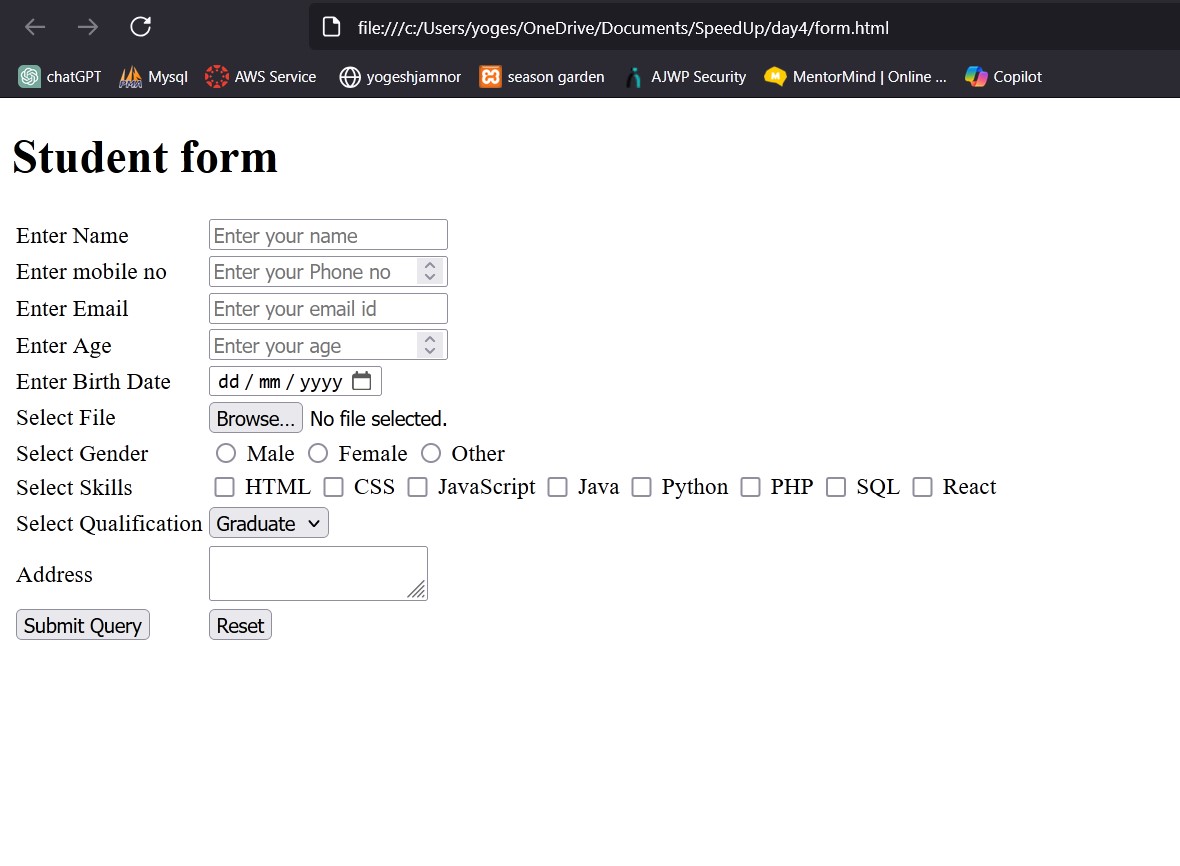 file:///c:/Users/yoges/OneDrive/Documents/SpeedUp/day4/form.html
chatGPT Mysql AWS Service yogeshjamnor season garden AJWP Security MentorMind | Online ... Copilot
Student form
Enter Name Enter your name
Enter mobile no Enter your Phone no
Enter Email Enter your email id
Enter Age Enter your age
Enter Birth Date dd / mm / yyyy
Select File Browse... No file selected.
Select Gender Male Female Other
Select Skills HTML CSS JavaScript Java Python PHP SQL React
Select Qualification Graduate
Address
Submit Query Reset